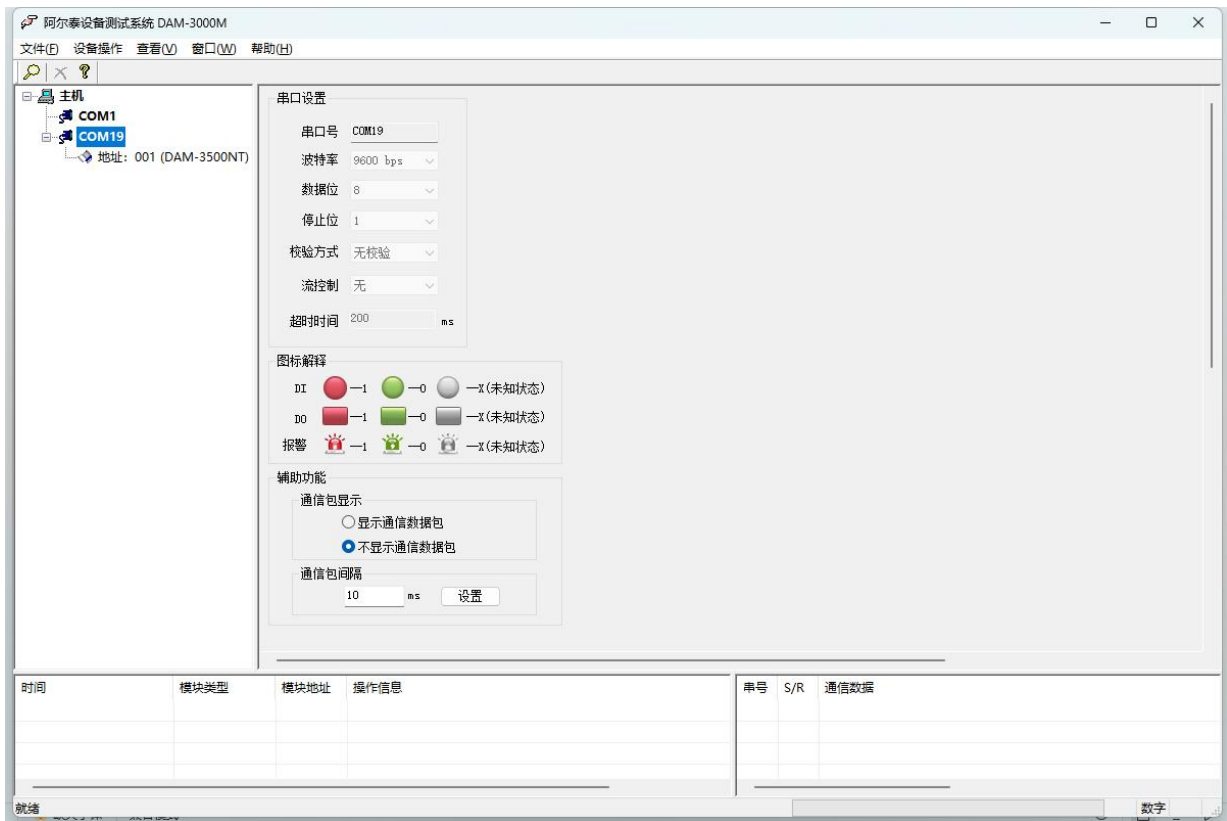 阿尔泰设备测试系统 DAM-3000M
文件(F) 设备操作 查看(V) 窗口(W) 帮助(H)
主机
COM1
COM19
地址：001 (DAM-3500NT)
串口设置
串口号 COM19
波特率 9600 bps
数据位 8
停止位 1
校验方式 无校验
流控制 无
超时时间 200 ms
图标解释
DI —1 —0 —X(未知状态)
DO —1 —0 —X(未知状态)
报警 —1 —0 —X(未知状态)
辅助功能
通信包显示
显示通信数据包
不显示通信数据包
通信包间隔
10 ms 设置
时间 模块类型 模块地址 操作信息 串号 S/R 通信数据
就绪 数字